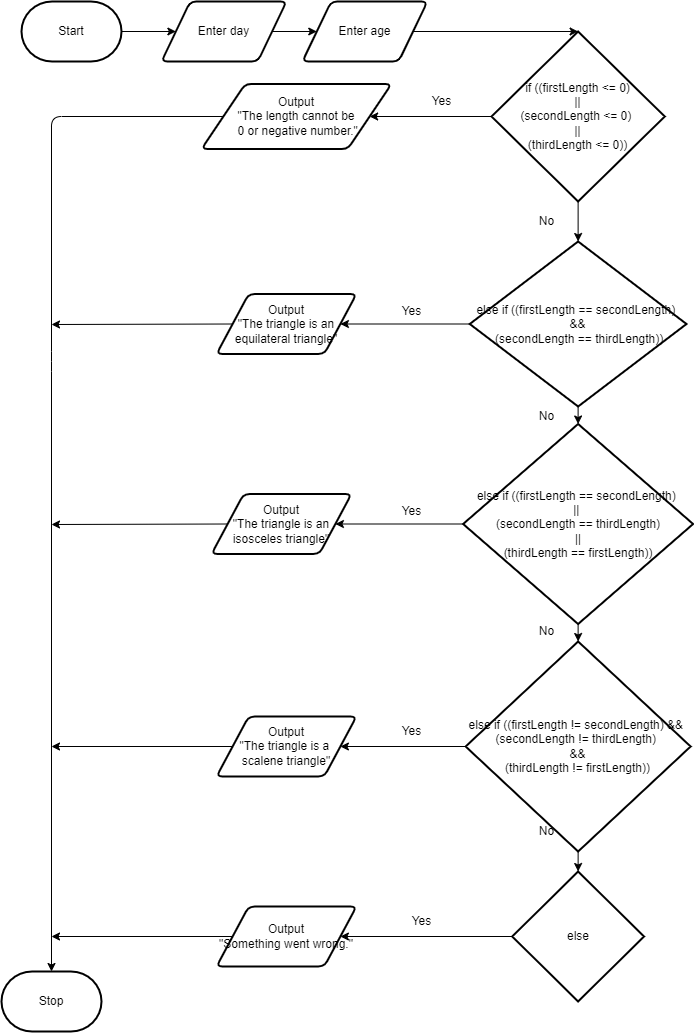 Start
Enter day
Enter age
if ((firstLength <= 0)
||
(secondLength <= 0)
||
(thirdLength <= 0))
Yes
Output
"The length cannot be
0 or negative number."
No
else if ((firstLength == secondLength)
&&
(secondLength == thirdLength))
Yes
Output
"The triangle is an
equilateral triangle"
No
else if ((firstLength == secondLength)
||
(secondLength == thirdLength)
||
(thirdLength == firstLength))
Yes
Output
"The triangle is an
isosceles triangle"
No
else if ((firstLength != secondLength) &&
(secondLength != thirdLength)
&&
(thirdLength != firstLength))
Yes
Output
"The triangle is a
scalene triangle"
No
else
Yes
Output
"Something went wrong."
Stop